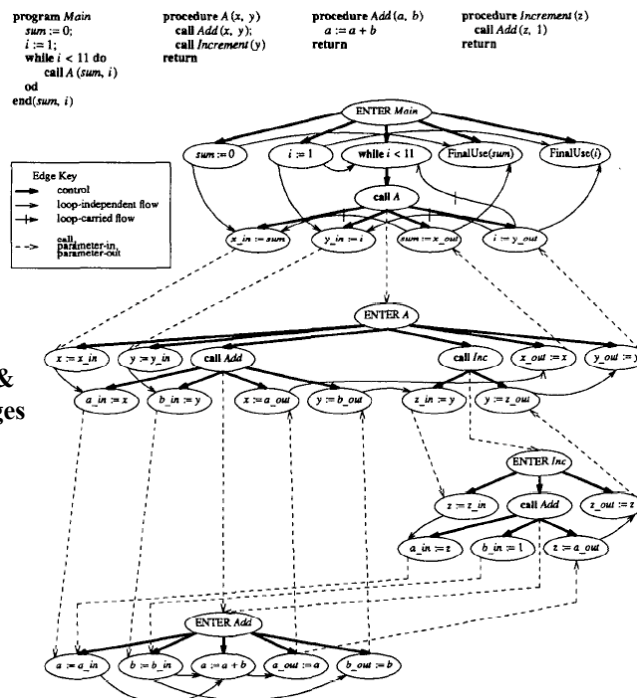 program Main
sum := 0;
i := 1;
while i < 11 do
call A (sum, i)
od
end(sum, i)
procedure A (x, y)
call Add (x, y);
call Increment (y)
return
procedure Add (a, b)
a := a + b
return
procedure Increment (z)
call Add (z, 1)
return
ENTER Main
sum := 0
i := 1
while i < 11
FinalUse(sum)
FinalUse(i)
Edge Key
control
loop-independent flow
loop-carried flow
call,
parameter-in,
parameter-out
call A
x_in := sum
y_in := i
sum := x_out
i := y_out
ENTER A
x := x_in
y := y_in
call Add
call Inc
x_out := x
y_out := y
&
ges
a_in := x
b_in := y
x := a_out
y := b_out
z_in := y
y := z_out
ENTER Inc
z := z_in
call Add
z_out := z
a_in := z
b_in := 1
z := a_out
ENTER Add
a := a_in
b := b_in
a := a + b
a_out := a
b_out := b